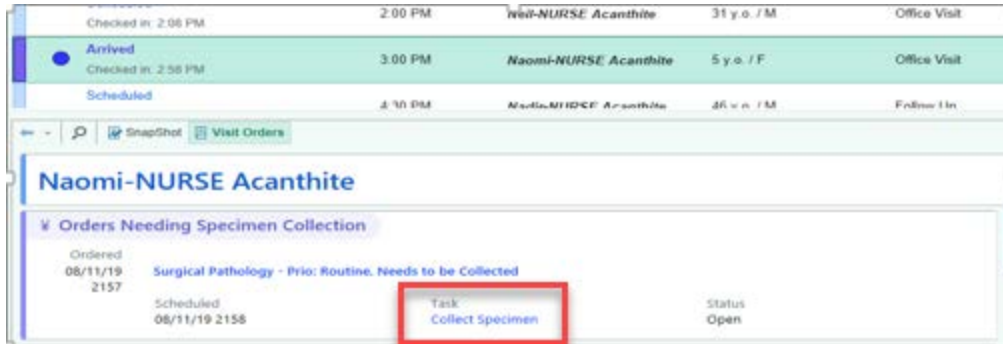 2:00 PM Neil-NURSE Acanthite 31 y.o. / M Office Visit
Checked in: 2:08 PM
Arrived
3:00 PM Naomi-NURSE Acanthite 5 y.o. / F Office Visit
Checked in: 2:58 PM
Scheduled
4:30 PM Acanthite 46 y.o. / M Follow Up
SnapShot Visit Orders
Naomi-NURSE Acanthite
¥ Orders Needing Specimen Collection
Ordered
08/11/19 Surgical Pathology - Prio: Routine, Needs to be Collected
2157
Scheduled Task Status
08/11/19 2158 Collect Specimen Open